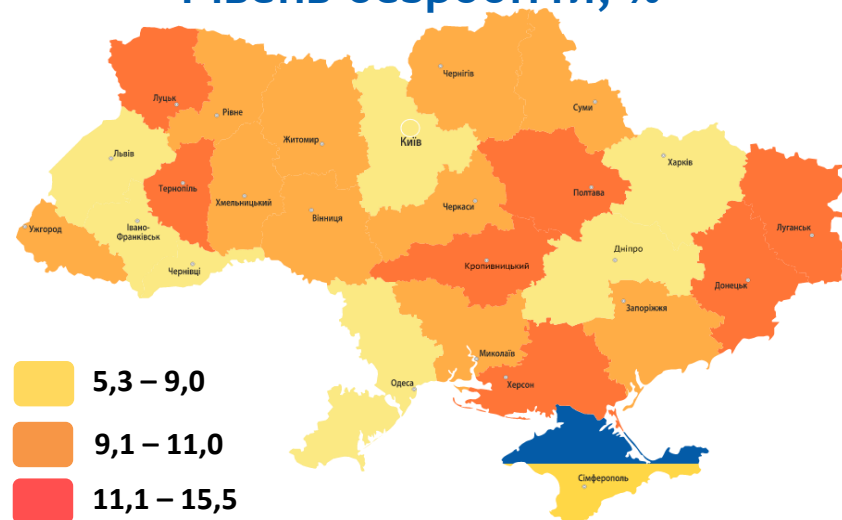 Рівень безробіття, %
Чернігів
Луцьк
Рівне
Суми
Житомир
Київ
Львів
Харків
Тернопіль
Хмельницький
Полтава
Черкаси
Вінниця
Ужгород
Івано-
Франківськ
Луганськ
Дніпро
Чернівці
Кропивницький
Донецьк
Запоріжжя
Миколаїв
Одеса
Херсон
5,3 – 9,0
9,1 – 11,0
Сімферополь
11,1 – 15,5